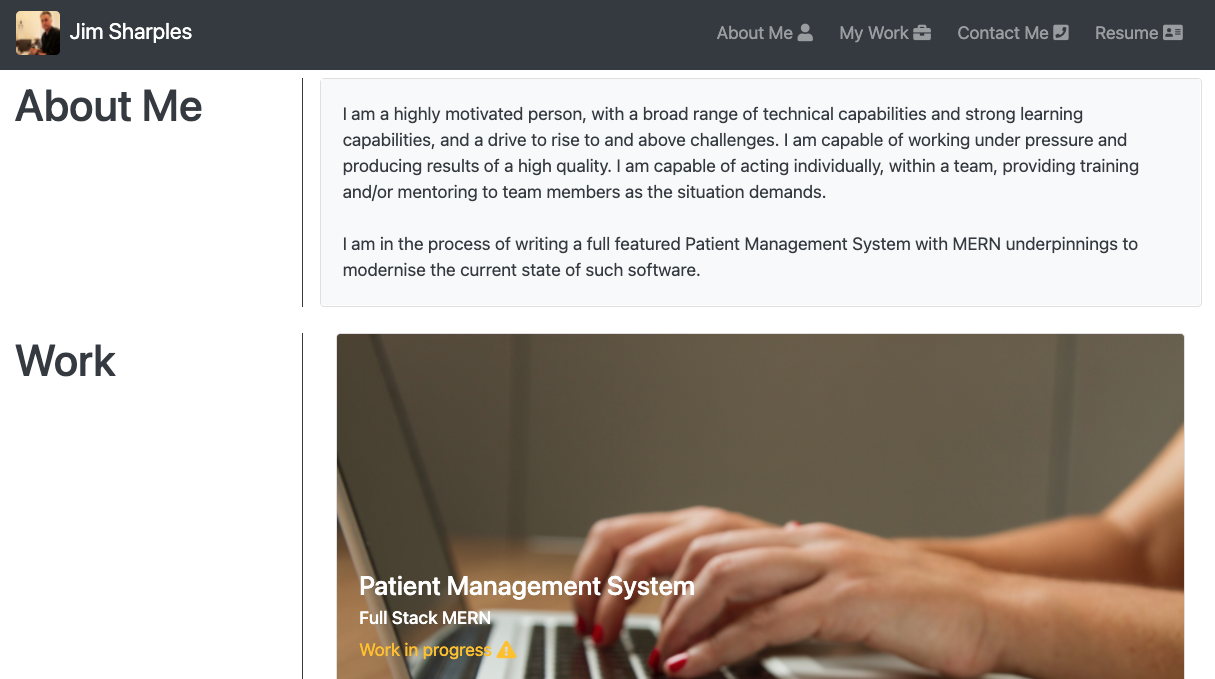 Jim Sharples
About Me
My Work
Contact Me
Resume
About Me
I am a highly motivated person, with a broad range of technical capabilities and strong learning
capabilities, and a drive to rise to and above challenges. I am capable of working under pressure and
producing results of a high quality. I am capable of acting individually, within a team, providing training
and/or mentoring to team members as the situation demands.
I am in the process of writing a full featured Patient Management System with MERN underpinnings to
modernise the current state of such software.
Work
Patient Management System
Full Stack MERN
Work in progress